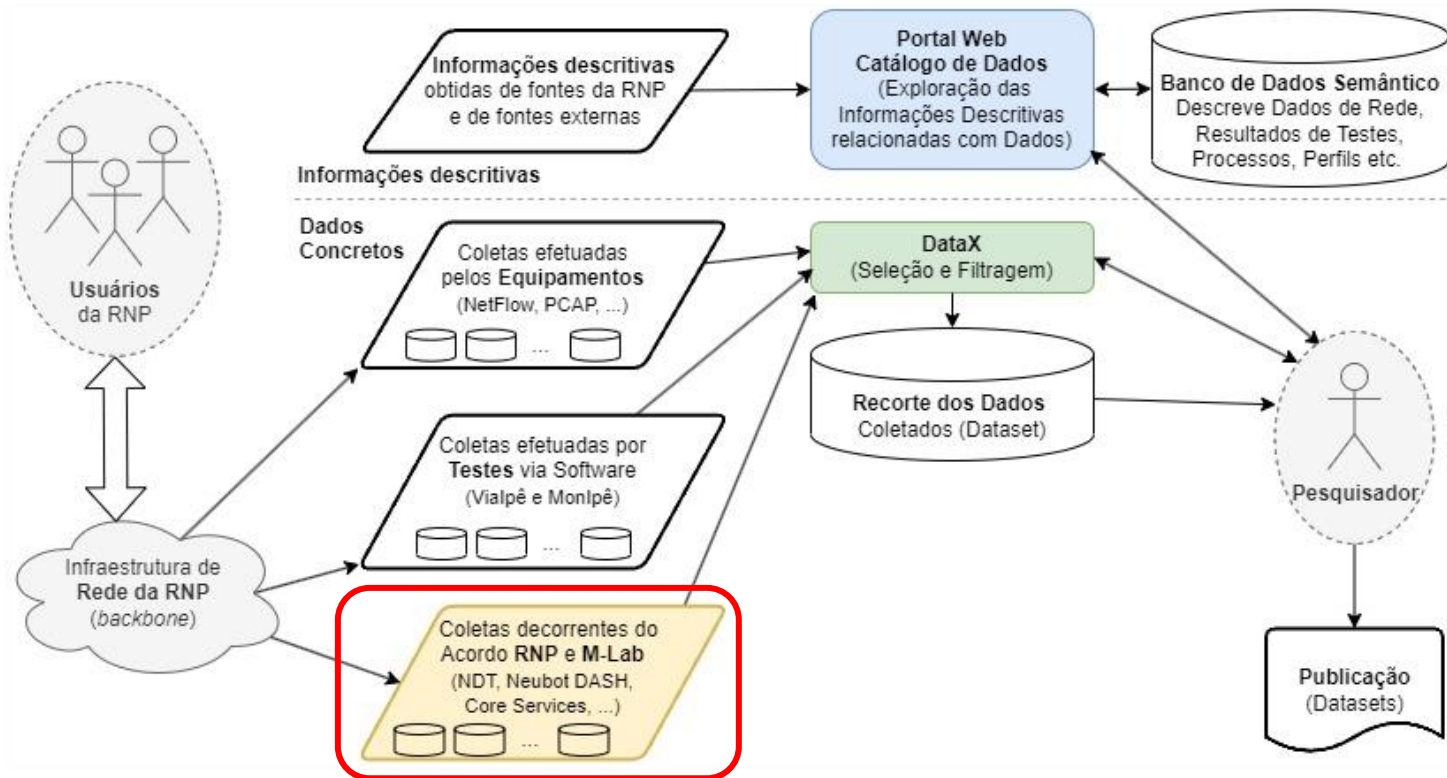 Informações descritivas
obtidas de fontes da RNP
e de fontes externas
Portal Web
Catálogo de Dados
(Exploração das
Informações Descritivas
relacionadas com Dados)
Banco de Dados Semântico
Descreve Dados de Rede,
Resultados de Testes,
Processos, Perfils etc.
Informações descritivas
Dados
Concretos
Usuários
da RNP
Coletas efetuadas
pelos Equipamentos
(NetFlow, PCAP, ...)
...
DataX
(Seleção e Filtragem)
Recorte dos Dados
Coletados (Dataset)
Pesquisador
Coletas efetuadas por
Testes via Software
(ViaIpê e MonIpê)
...
Infraestrutura de
Rede da RNP
(backbone)
Coletas decorrentes do
Acordo RNP e M-Lab
(NDT, Neubot DASH,
Core Services, ...)
...
Publicação
(Datasets)